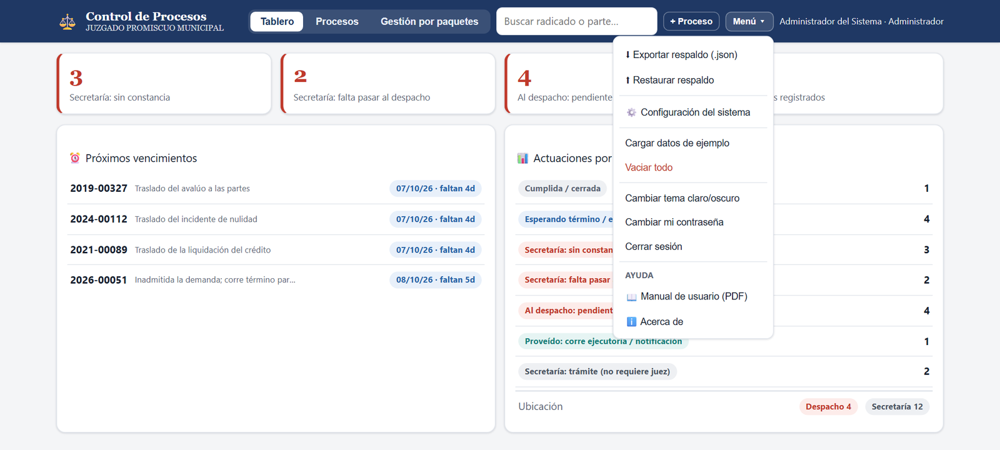 Control de Procesos
JUZGADO PROMISCUO MUNICIPAL
Tablero
Procesos
Gestión por paquetes
Buscar radicado o parte...
+ Proceso
Menú ▾
Administrador del Sistema · Administrador
3
Secretaría: sin constancia
2
Secretaría: falta pasar al despacho
4
Al despacho: pendiente
s registrados
⏰ Próximos vencimientos
2019-00327 Traslado del avalúo a las partes 07/10/26 · faltan 4d
2024-00112 Traslado del incidente de nulidad 07/10/26 · faltan 4d
2021-00089 Traslado de la liquidación del crédito 07/10/26 · faltan 4d
2026-00051 Inadmitida la demanda; corre término par... 08/10/26 · faltan 5d
📊 Actuaciones por
Cumplida / cerrada 1
Esperando término / e 4
Secretaría: sin constan 3
Secretaría: falta pasar 2
Al despacho: pendient 4
Proveído: corre ejecutoria / notificación 1
Secretaría: trámite (no requiere juez) 2
Ubicación Despacho 4 Secretaría 12
⬇ Exportar respaldo (.json)
⬆ Restaurar respaldo
⚙️ Configuración del sistema
Cargar datos de ejemplo
Vaciar todo
Cambiar tema claro/oscuro
Cambiar mi contraseña
Cerrar sesión
AYUDA
📖 Manual de usuario (PDF)
ℹ️ Acerca de